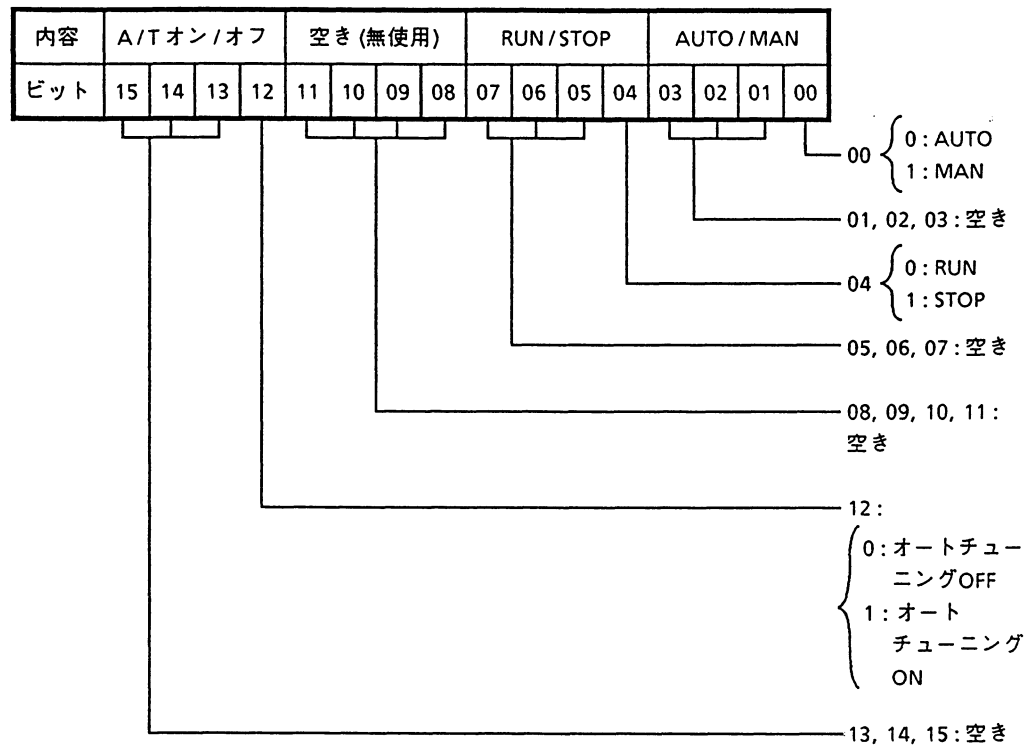 内容 A/Tオン/オフ 空き(無使用) RUN/STOP AUTO/MAN
ビット 15 14 13 12 11 10 09 08 07 06 05 04 03 02 01 00
00 0:AUTO
1:MAN
01, 02, 03:空き
04 0:RUN
1:STOP
05, 06, 07:空き
08, 09, 10, 11:
空き
12:
0:オートチュー
ニングOFF
1:オート
チューニング
ON
13, 14, 15:空き